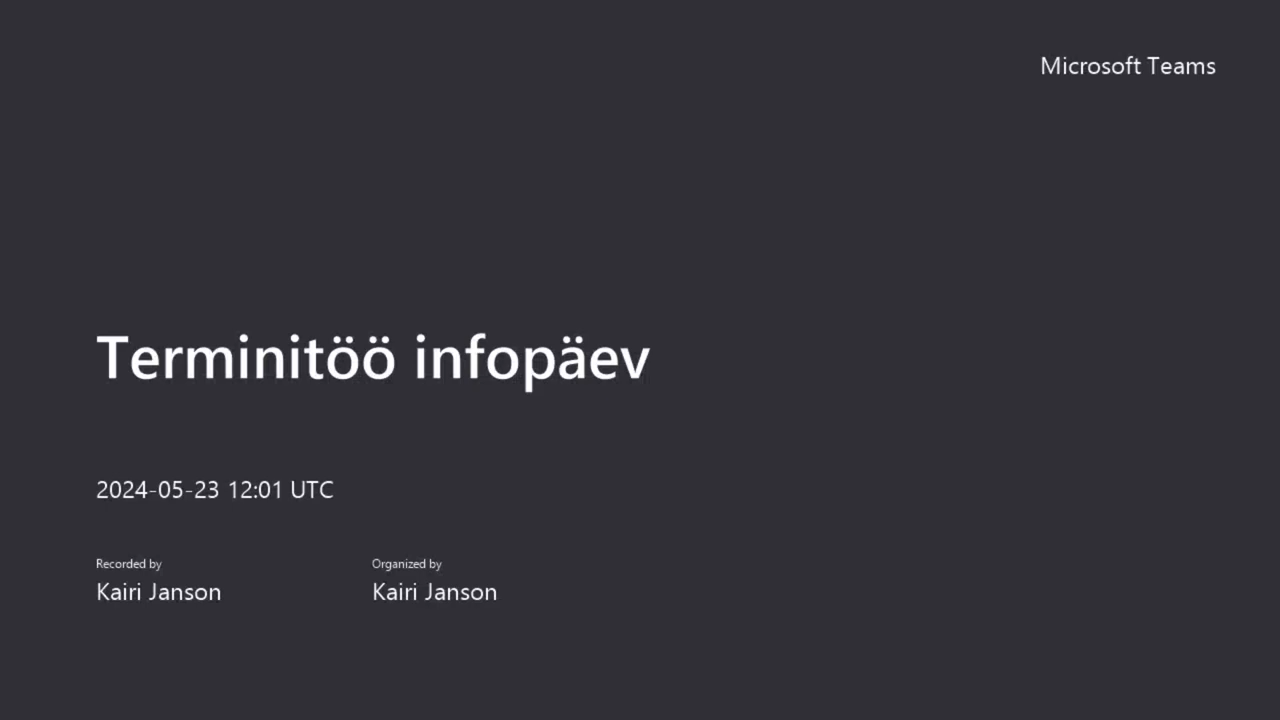 Microsoft Teams
Terminitöö infopäev
2024-05-23 12:01 UTC
Recorded by
Kairi Janson
Organized by
Kairi Janson